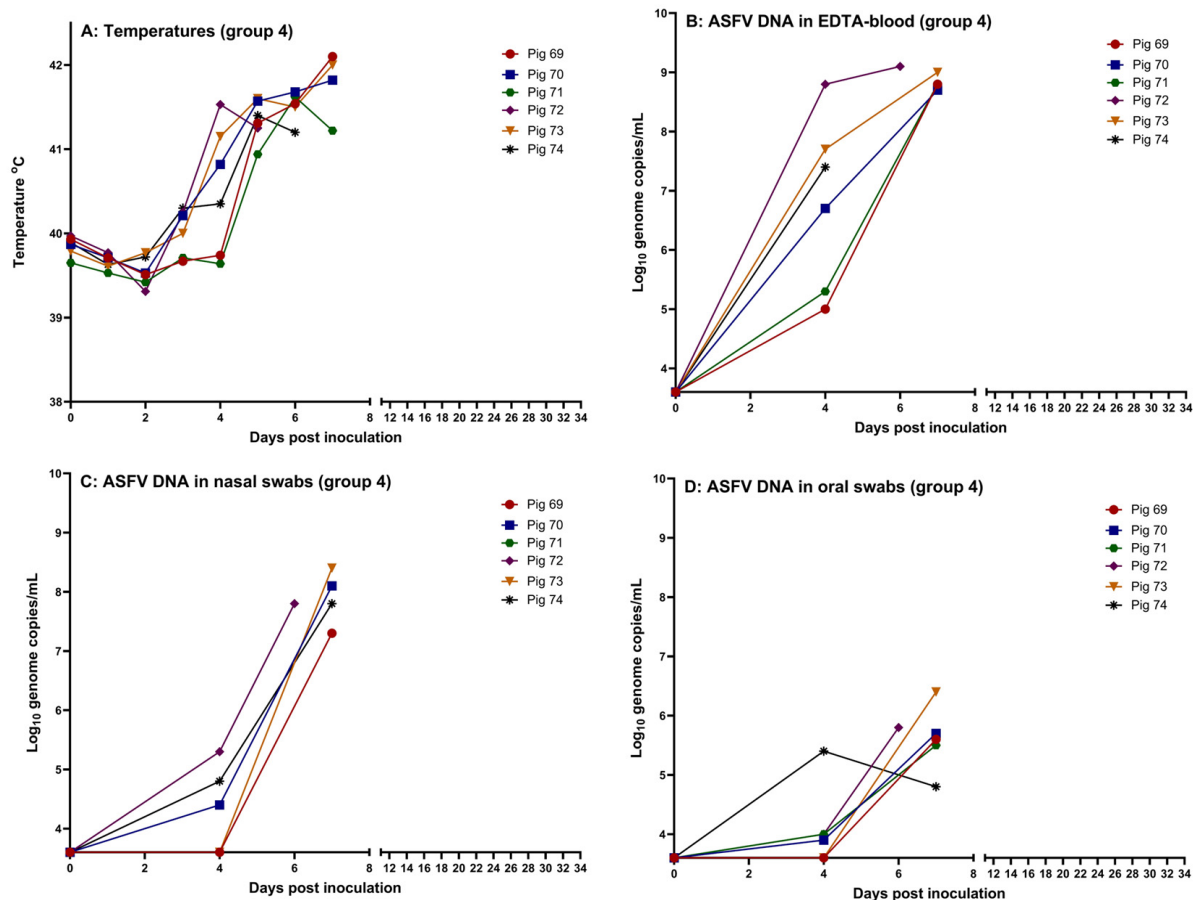 A: Temperatures (group 4)
42
41
40
39
38
Temperature °C
0 2 4 6 8 12 14 16 18 20 22 24 26 28 30 32 34
Days post inoculation
Pig 69
Pig 70
Pig 71
Pig 72
Pig 73
Pig 74
B: ASFV DNA in EDTA-blood (group 4)
10
9
8
7
6
5
4
Log₁₀ genome copies/mL
0 2 4 6 8 12 14 16 18 20 22 24 26 28 30 32 34
Days post inoculation
Pig 69
Pig 70
Pig 71
Pig 72
Pig 73
Pig 74
C: ASFV DNA in nasal swabs (group 4)
10
9
8
7
6
5
4
Log₁₀ genome copies/mL
0 2 4 6 8 12 14 16 18 20 22 24 26 28 30 32 34
Days post inoculation
Pig 69
Pig 70
Pig 71
Pig 72
Pig 73
Pig 74
D: ASFV DNA in oral swabs (group 4)
10
9
8
7
6
5
4
Log₁₀ genome copies/mL
0 2 4 6 8 12 14 16 18 20 22 24 26 28 30 32 34
Days post inoculation
Pig 69
Pig 70
Pig 71
Pig 72
Pig 73
Pig 74